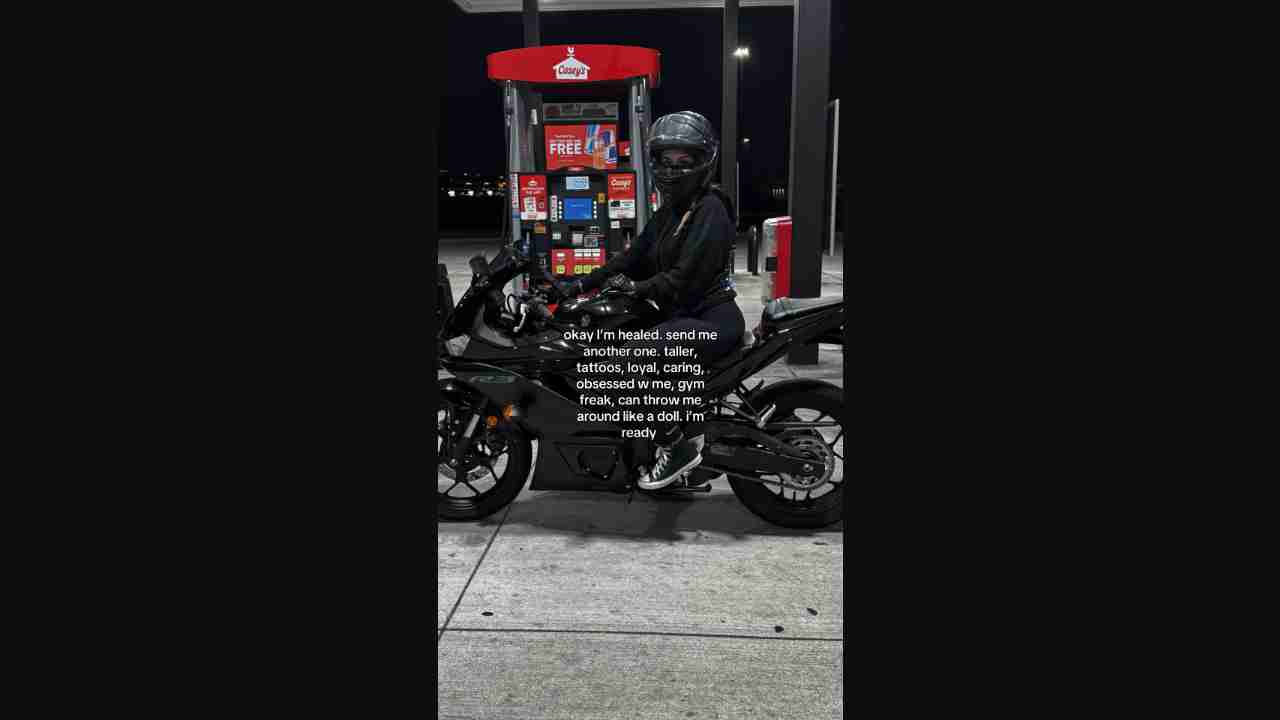 Casey's
FREE
Casey's
okay I'm healed. send me
another one. taller,
tattoos, loyal, caring,
obsessed w me, gym
freak, can throw me
around like a doll. i'm
ready